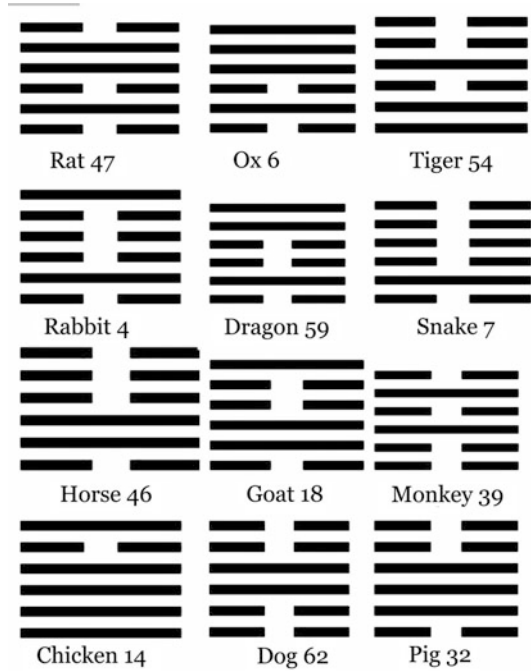 Rat 47
Ox 6
Tiger 54
Rabbit 4
Dragon 59
Snake 7
Horse 46
Goat 18
Monkey 39
Chicken 14
Dog 62
Pig 32